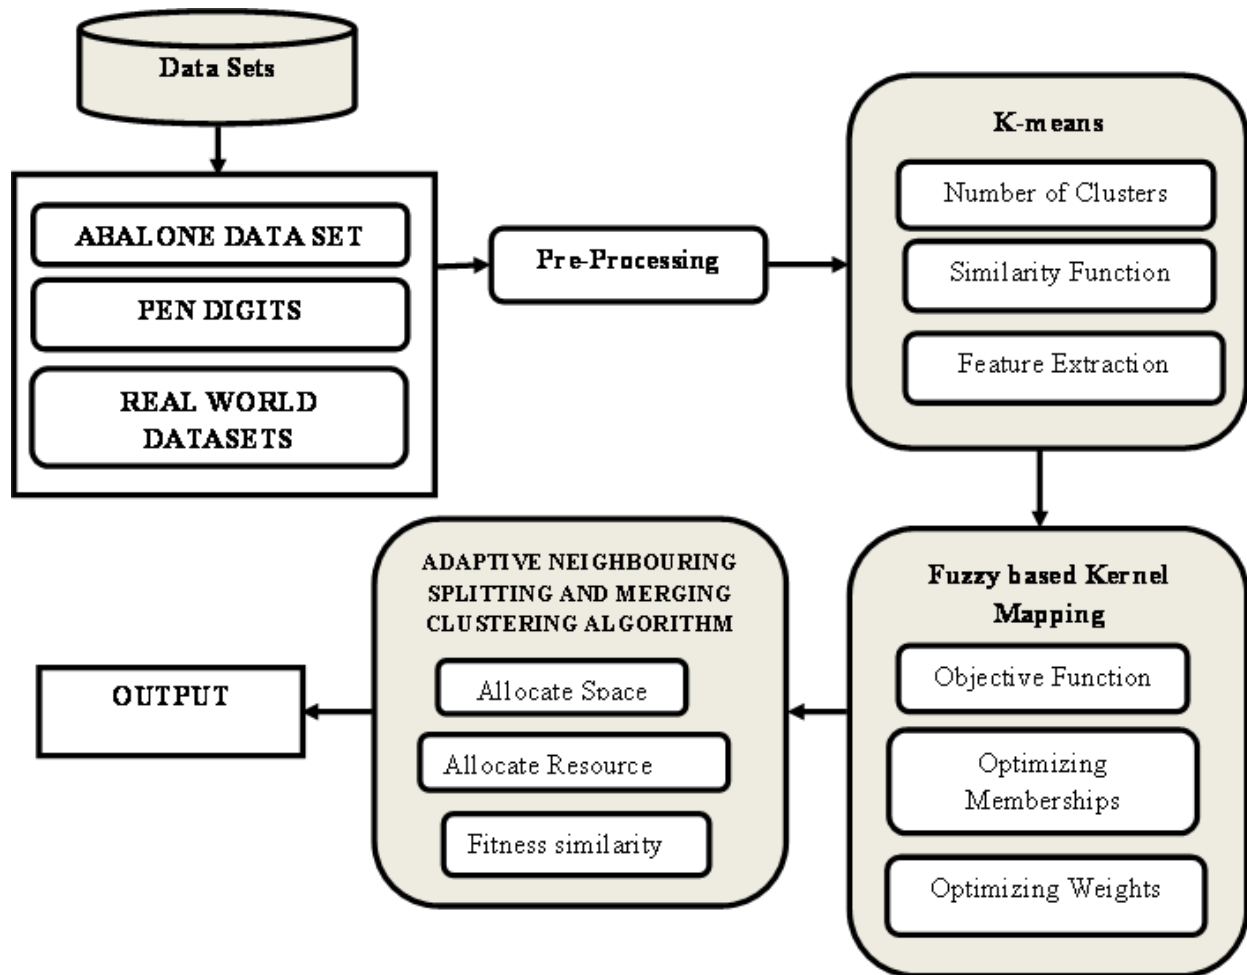 Data Sets
ABALONE DATA SET
PEN DIGITS
REAL WORLD
DATASETS
Pre-Processing
K-means
Number of Clusters
Similarity Function
Feature Extraction
Fuzzy based Kernel
Mapping
Objective Function
Optimizing
Memberships
Optimizing Weights
ADAPTIVE NEIGHBOURING
SPLITTING AND MERGING
CLUSTERING ALGORITHM
Allocate Space
Allocate Resource
Fitness similarity
OUTPUT